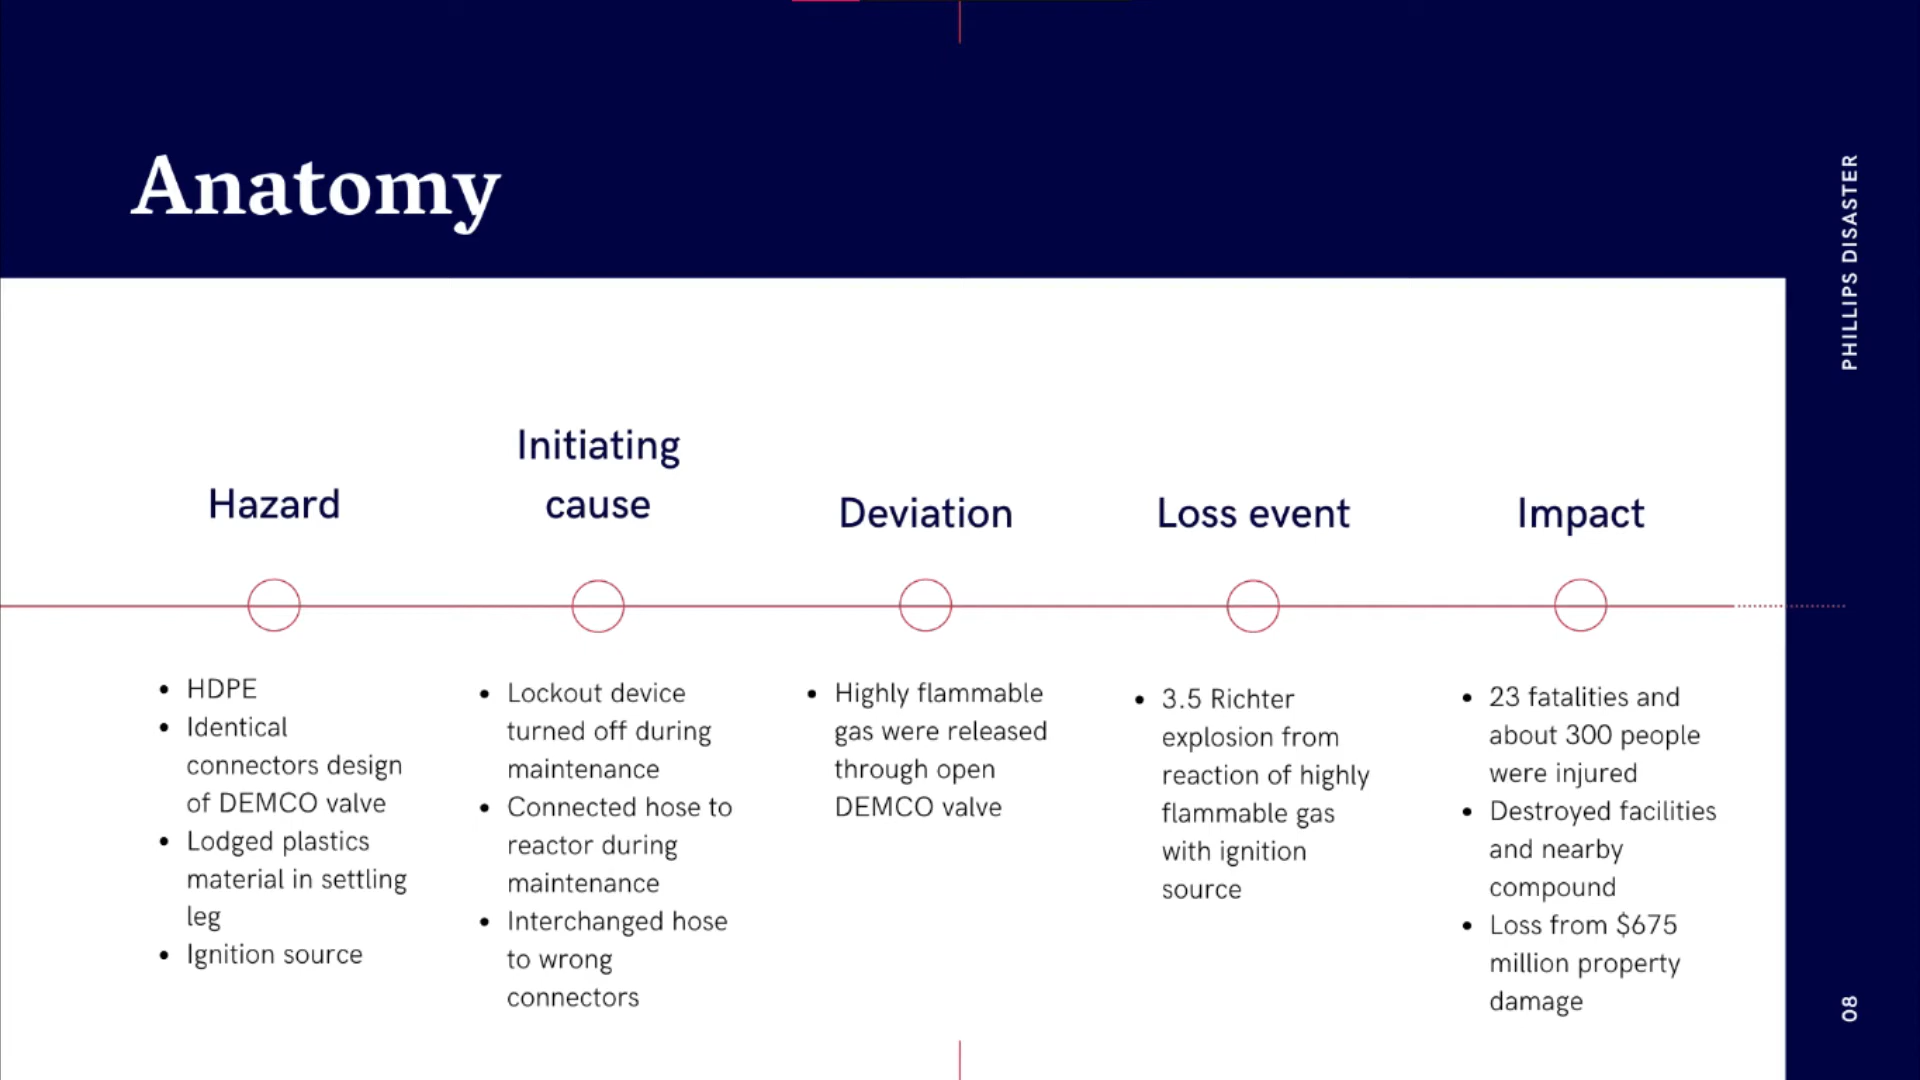 Anatomy
PHILLIPS DISASTER
Hazard
HDPE
Identical
connectors design
of DEMCO valve
Lodged plastics
material in settling
leg
Ignition source
Initiating
cause
Lockout device
turned off during
maintenance
Connected hose to
reactor during
maintenance
Interchanged hose
to wrong
connectors
Deviation
Highly flammable
gas were released
through open
DEMCO valve
Loss event
3.5 Richter
explosion from
reaction of highly
flammable gas
with ignition
source
Impact
23 fatalities and
about 300 people
were injured
Destroyed facilities
and nearby
compound
Loss from $675
million property
damage
08